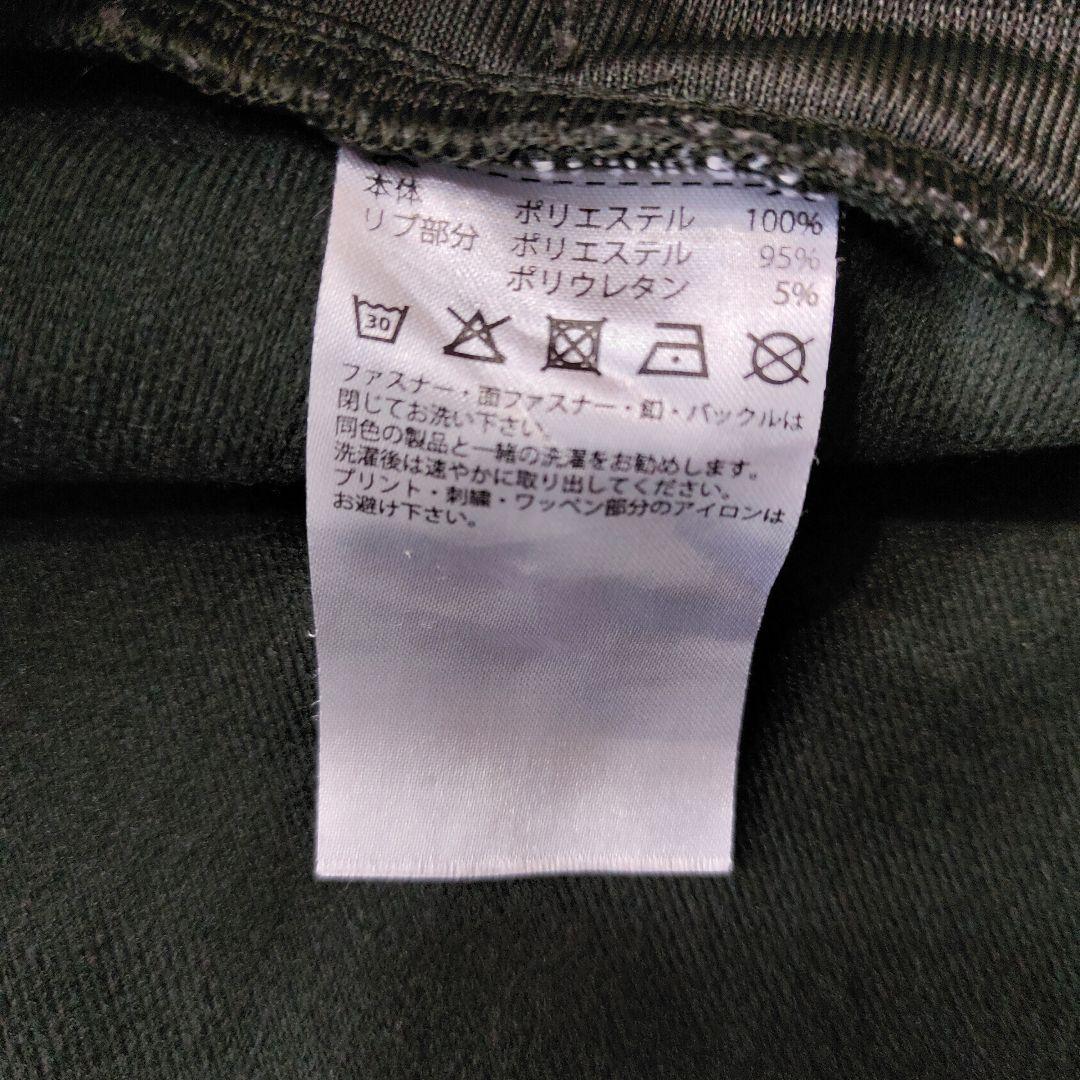 本体 ポリエステル 100%
リブ部分 ポリエステル 95%
ポリウレタン 5%
30
ファスナー・面ファスナー・釦・バックルは
閉じてお洗い下さい。
同色の製品と一緒の洗濯をお勧めします。
洗濯後は速やかに取り出してください。
プリント・刺繍・ワッペン部分のアイロンは
お避け下さい。